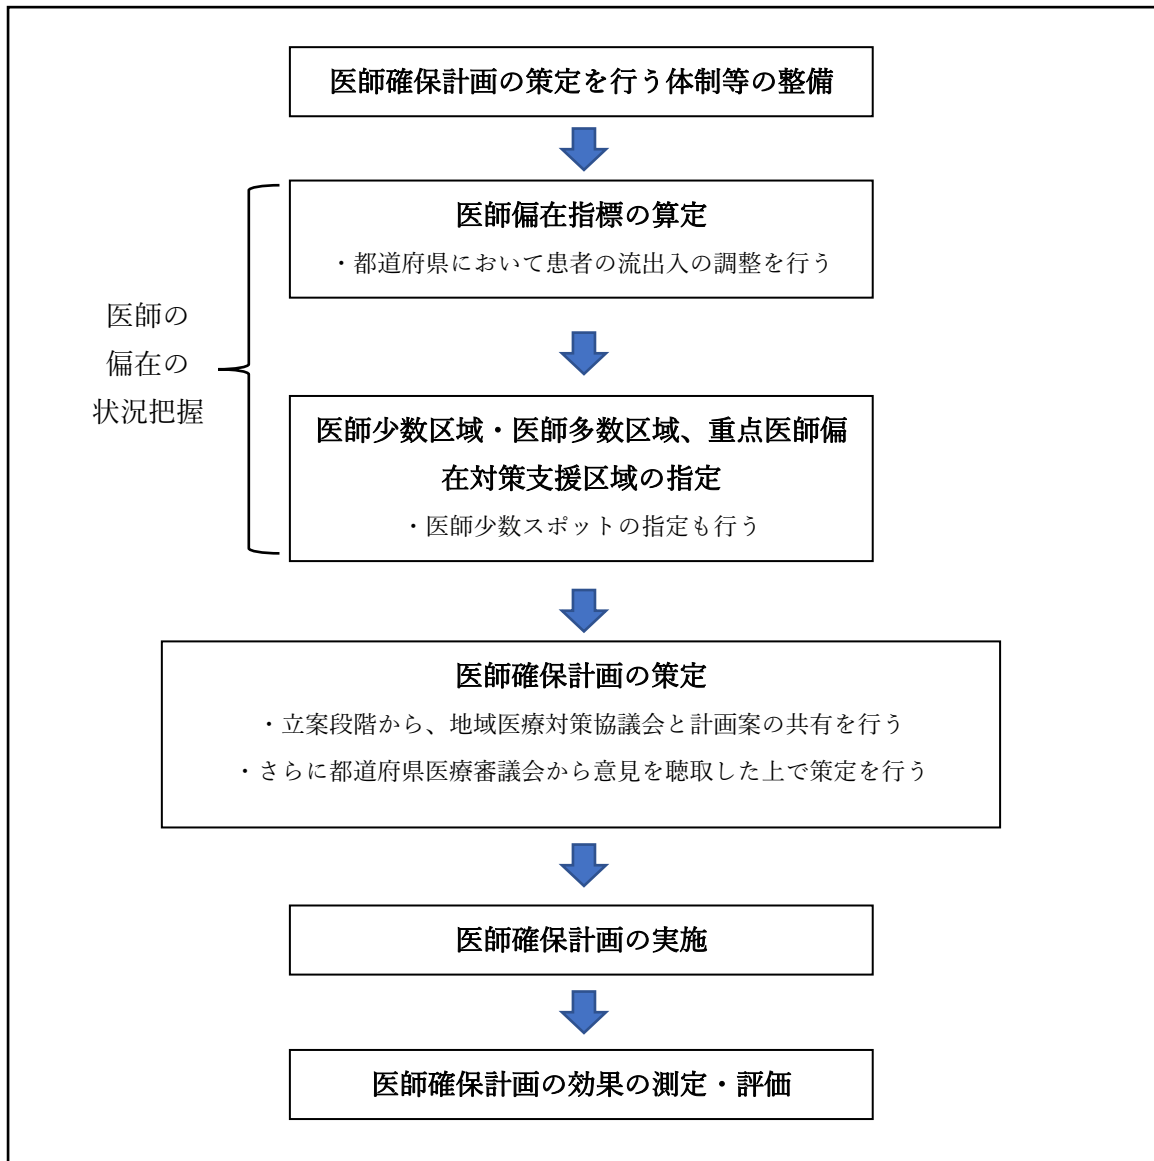 医師確保計画の策定を行う体制等の整備
医師偏在指標の算定
・都道府県において患者の流出入の調整を行う
医師の
偏在の
状況把握
医師少数区域・医師多数区域、重点医師偏
在対策支援区域の指定
・医師少数スポットの指定も行う
医師確保計画の策定
・立案段階から、地域医療対策協議会と計画案の共有を行う
・さらに都道府県医療審議会から意見を聴取した上で策定を行う
医師確保計画の実施
医師確保計画の効果の測定・評価